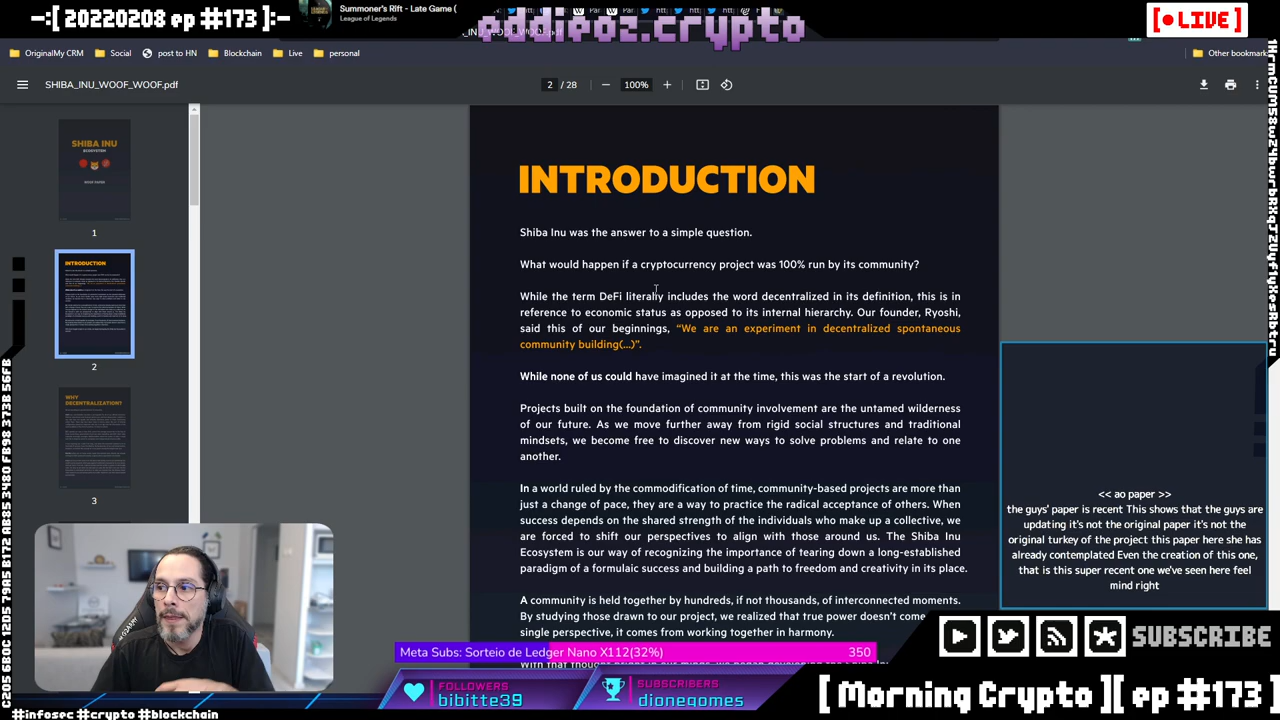 -:[ 20220208 ep #173 ]:-
Summoner's Rift - Late Game (
League of Legends
eddieoz.crypto
[ LIVE ]
OriginalMy CRM
Social
post to HN
Blockchain
Live
personal
Other bookmark
SHIBA_INU_WOOF_WOOF.pdf
2 / 28
100%
SHIBA INU
1
INTRODUCTION
2
WHY
DECENTRALIZATION?
3
INTRODUCTION
Shiba Inu was the answer to a simple question.
What would happen if a cryptocurrency project was 100% run by its community?
While the term DeFi literally includes the word decentralized in its definition, this is in
reference to economic status as opposed to its internal hierarchy. Our founder, Ryoshi,
said this of our beginnings, "We are an experiment in decentralized spontaneous
community building(...)".
While none of us could have imagined it at the time, this was the start of a revolution.
Projects built on the foundation of community involvement are the untamed wilderness
of our future. As we move further away from rigid social structures and traditional
mindsets, we become free to discover new ways to solve problems and relate to one
another.
In a world ruled by the commodification of time, community-based projects are more than
just a change of pace, they are a way to practice the radical acceptance of others. When
success depends on the shared strength of the individuals who make up a collective, we
are forced to shift our perspectives to align with those around us. The Shiba Inu
Ecosystem is our way of recognizing the importance of tearing down a long-established
paradigm of a formulaic success and building a path to freedom and creativity in its place.
A community is held together by hundreds, if not thousands, of interconnected moments.
By studying those drawn to our project, we realized that true power doesn't come
single perspective, it comes from working together in harmony.
<< ao paper >>
the guys' paper is recent This shows that the guys are
updating it's not the original paper it's not the
original turkey of the project this paper here she has
already contemplated Even the creation of this one,
that is this super recent one we've seen here feel
mind right
Meta Subs: Sorteio de Ledger Nano X112(32%)
350
FOLLOWERS
bibitte39
SUBSCRIBERS
dionegomes
SUBSCRIBE
[ Morning Crypto ][ ep #173 ]
infosec #crypto #blockchain